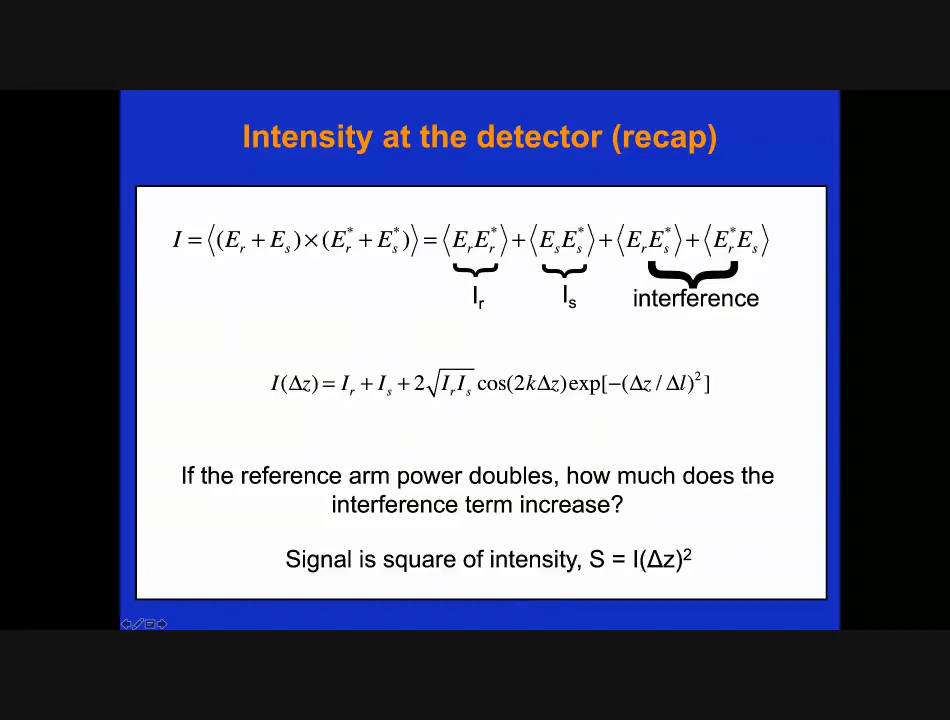 Intensity at the detector (recap)
I = ⟨(E_r + E_s) × (E_r^* + E_s^*)⟩ = ⟨E_r E_r^*⟩ + ⟨E_s E_s^*⟩ + ⟨E_r E_s^*⟩ + ⟨E_r^* E_s⟩
I_r I_s interference
I(Δz) = I_r + I_s + 2√(I_r I_s) cos(2kΔz) exp[−(Δz / Δl)²]
If the reference arm power doubles, how much does the
interference term increase?
Signal is square of intensity, S = I(Δz)²